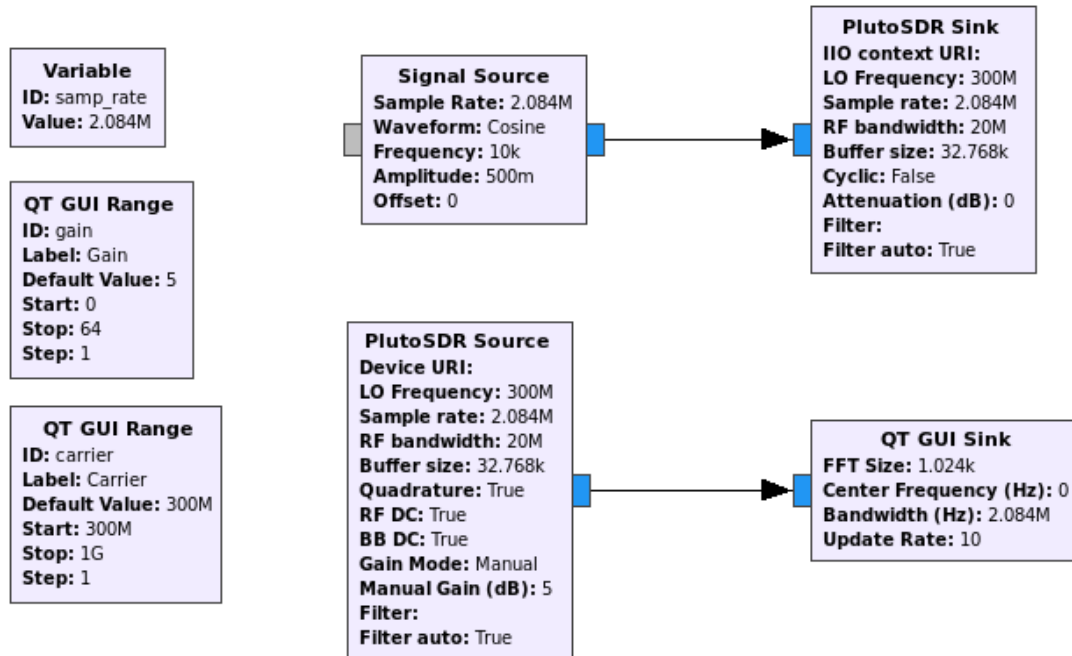 Variable
ID: samp_rate
Value: 2.084M
QT GUI Range
ID: gain
Label: Gain
Default Value: 5
Start: 0
Stop: 64
Step: 1
QT GUI Range
ID: carrier
Label: Carrier
Default Value: 300M
Start: 300M
Stop: 1G
Step: 1
Signal Source
Sample Rate: 2.084M
Waveform: Cosine
Frequency: 10k
Amplitude: 500m
Offset: 0
PlutoSDR Sink
IIO context URI:
LO Frequency: 300M
Sample rate: 2.084M
RF bandwidth: 20M
Buffer size: 32.768k
Cyclic: False
Attenuation (dB): 0
Filter:
Filter auto: True
PlutoSDR Source
Device URI:
LO Frequency: 300M
Sample rate: 2.084M
RF bandwidth: 20M
Buffer size: 32.768k
Quadrature: True
RF DC: True
BB DC: True
Gain Mode: Manual
Manual Gain (dB): 5
Filter:
Filter auto: True
QT GUI Sink
FFT Size: 1.024k
Center Frequency (Hz): 0
Bandwidth (Hz): 2.084M
Update Rate: 10